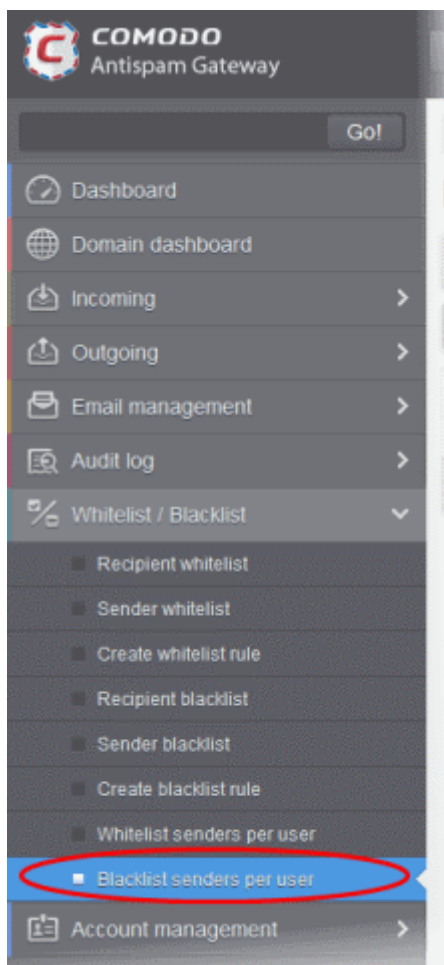 COMODO
Antispam Gateway
Go!
Dashboard
Domain dashboard
Incoming
Outgoing
Email management
Audit log
Whitelist / Blacklist
Recipient whitelist
Sender whitelist
Create whitelist rule
Recipient blacklist
Sender blacklist
Create blacklist rule
Whitelist senders per user
Blacklist senders per user
Account management